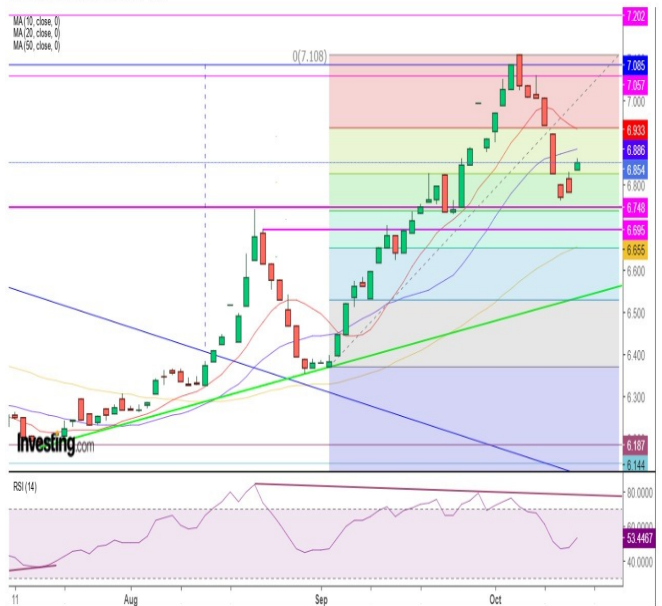 7.202
MA (10, close, 0)
MA (20, close, 0)
MA (50, close, 0)
0(7.108)
7.085
7.057
7.000
6.933
6.886
6.854
6.800
6.748
6.695
6.655
6.600
6.500
6.400
6.300
Investing.com
6.187
6.144
RSI (14)
80.0000
60.0000
53.4467
40.0000
11
Aug
Sep
Oct